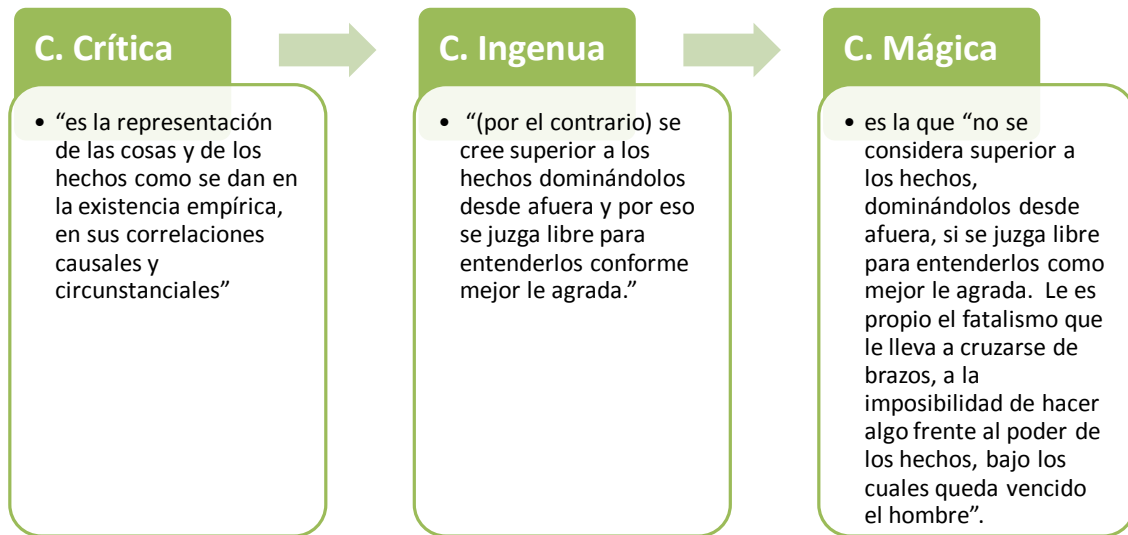 C. Crítica
• “es la representación
de las cosas y de los
hechos como se dan en
la existencia empírica,
en sus correlaciones
causales y
circunstanciales”
C. Ingenua
• “(por el contrario) se
cree superior a los
hechos dominándolos
desde afuera y por eso
se juzga libre para
entenderlos conforme
mejor le agrada.”
C. Mágica
• es la que “no se
considera superior a
los hechos,
dominándolos desde
afuera, si se juzga libre
para entenderlos como
mejor le agrada. Le es
propio el fatalismo que
le lleva a cruzarse de
brazos, a la
imposibilidad de hacer
algo frente al poder de
los hechos, bajo los
cuales queda vencido
el hombre”.